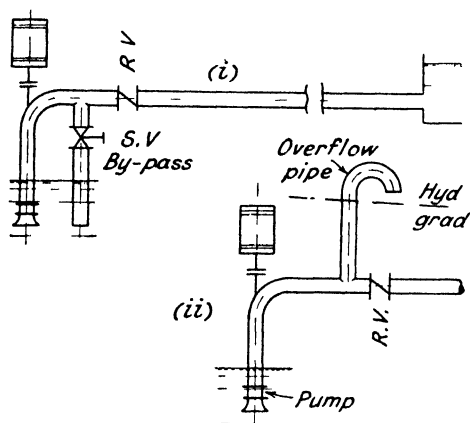 R V
(i)
S.V
By-pass
Overflow
pipe
Hyd
grad
(ii)
R.V.
Pump